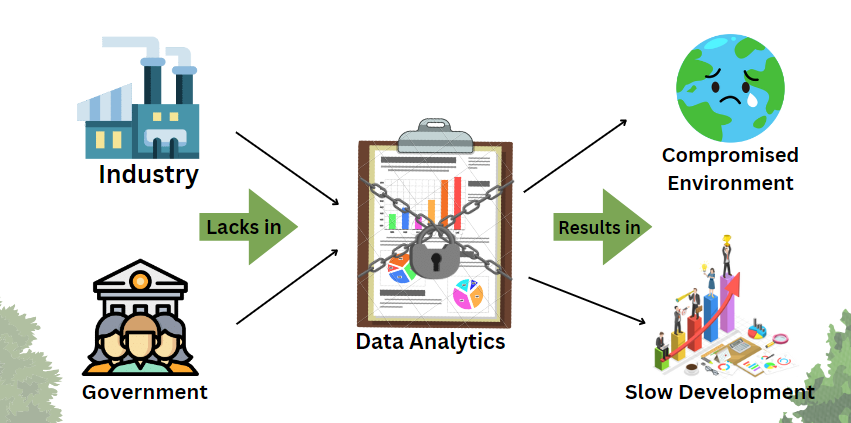 Industry
Government
Lacks in
Data Analytics
Results in
Compromised
Environment
Slow Development